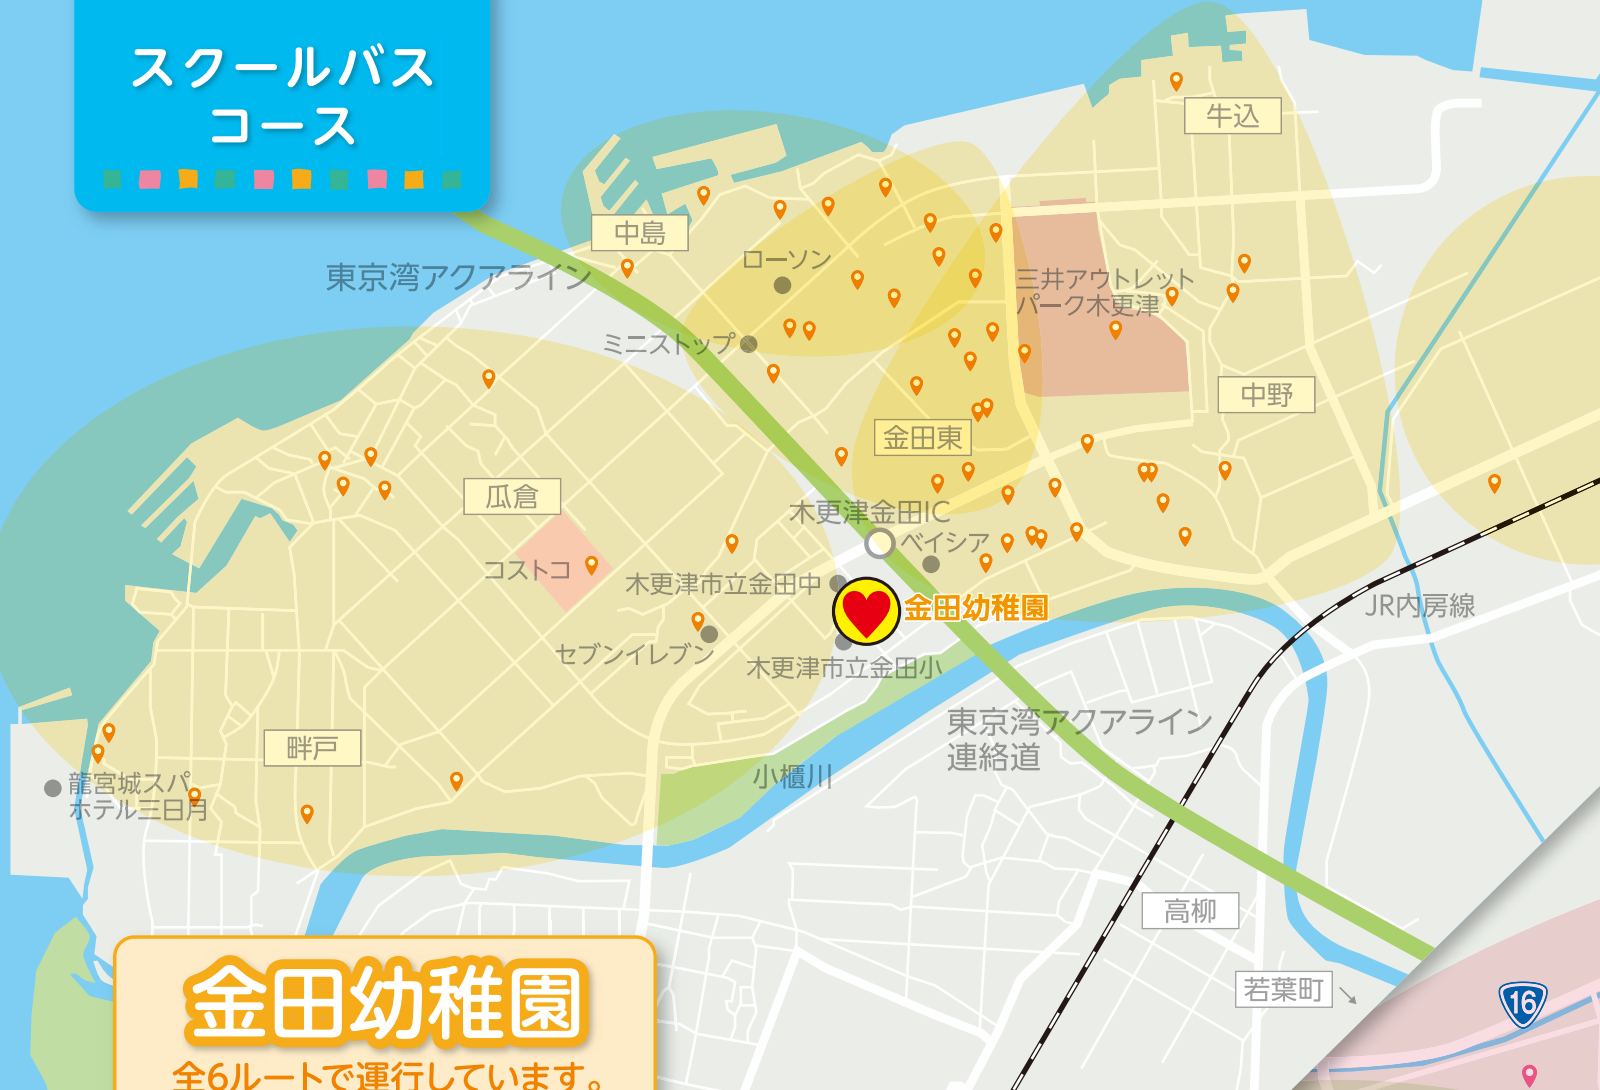 スクールバス
コース
牛込
中島
ローソン
東京湾アクアライン
三井アウトレット
パーク木更津
ミニストップ
中野
金田東
瓜倉
木更津金田IC
ベイシア
コストコ
木更津市立金田中
金田幼稚園
JR内房線
セブンイレブン
木更津市立金田小
東京湾アクアライン
連絡道
畔戸
小櫃川
龍宮城スパ
ホテル三日月
高柳
若葉町
16
金田幼稚園
全6ルートで運行しています。